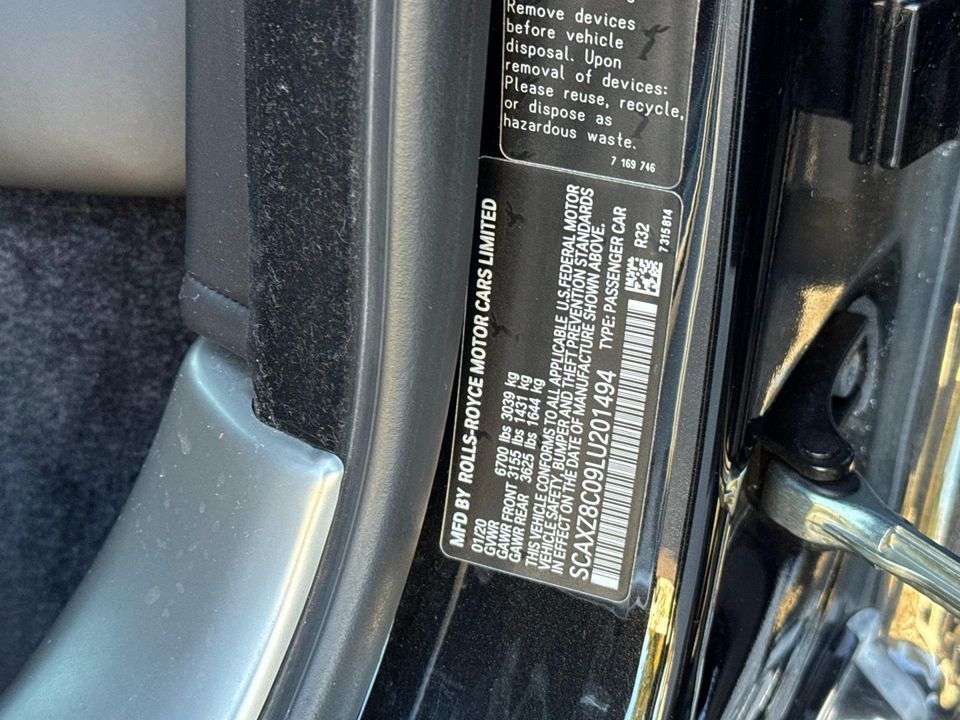 Remove devices
before vehicle
disposal. Upon
removal of devices:
Please reuse, recycle,
or dispose as
hazardous waste.
7 169 746
MFD BY ROLLS-ROYCE MOTOR CARS LIMITED
01/20
GVWR 6700 lbs 3039 kg
GAWR FRONT 3155 lbs 1431 kg
GAWR REAR 3625 lbs 1644 kg
THIS VEHICLE CONFORMS TO ALL APPLICABLE U.S.FEDERAL MOTOR
VEHICLE SAFETY, BUMPER AND THEFT PREVENTION STANDARDS
IN EFFECT ON THE DATE OF MANUFACTURE SHOWN ABOVE.
SCAXZ8C09LU201494 TYPE: PASSENGER CAR
R32
7 315 814